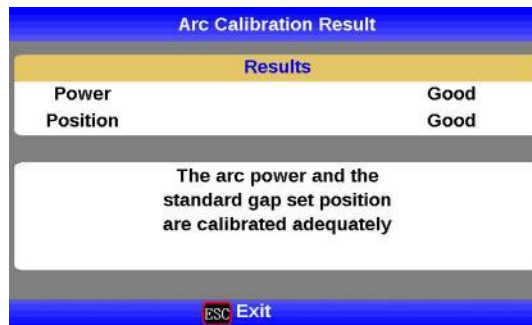 Arc Calibration Result
Results
Power Good
Position Good
The arc power and the
standard gap set position
are calibrated adequately
ESC Exit